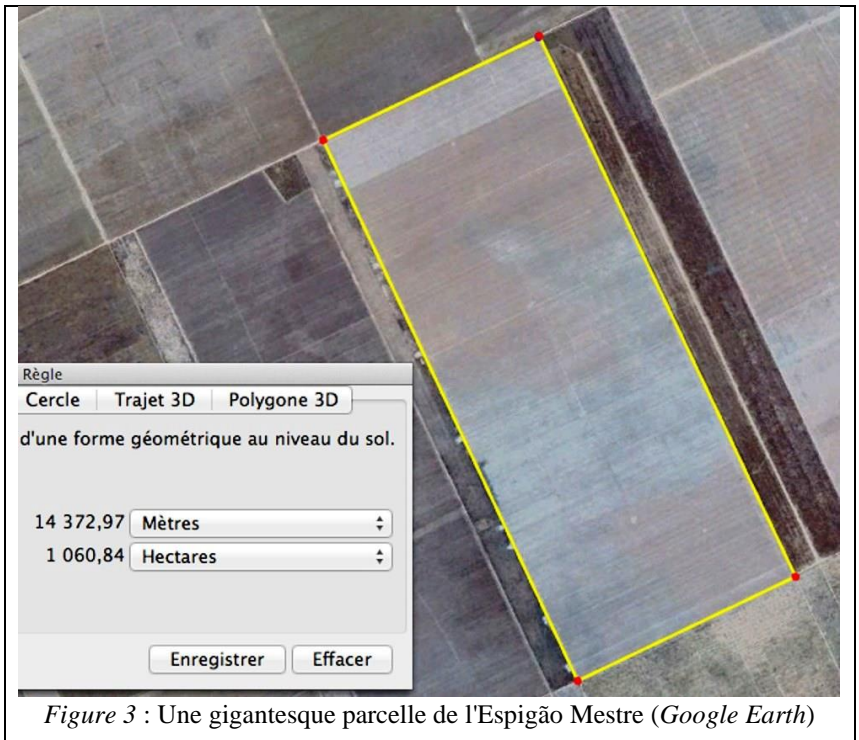 Règle
Cercle Trajet 3D Polygone 3D
d'une forme géométrique au niveau du sol.
14 372,97 Mètres
1 060,84 Hectares
Enregistrer Effacer
Figure 3 : Une gigantesque parcelle de l'Espigão Mestre (Google Earth)